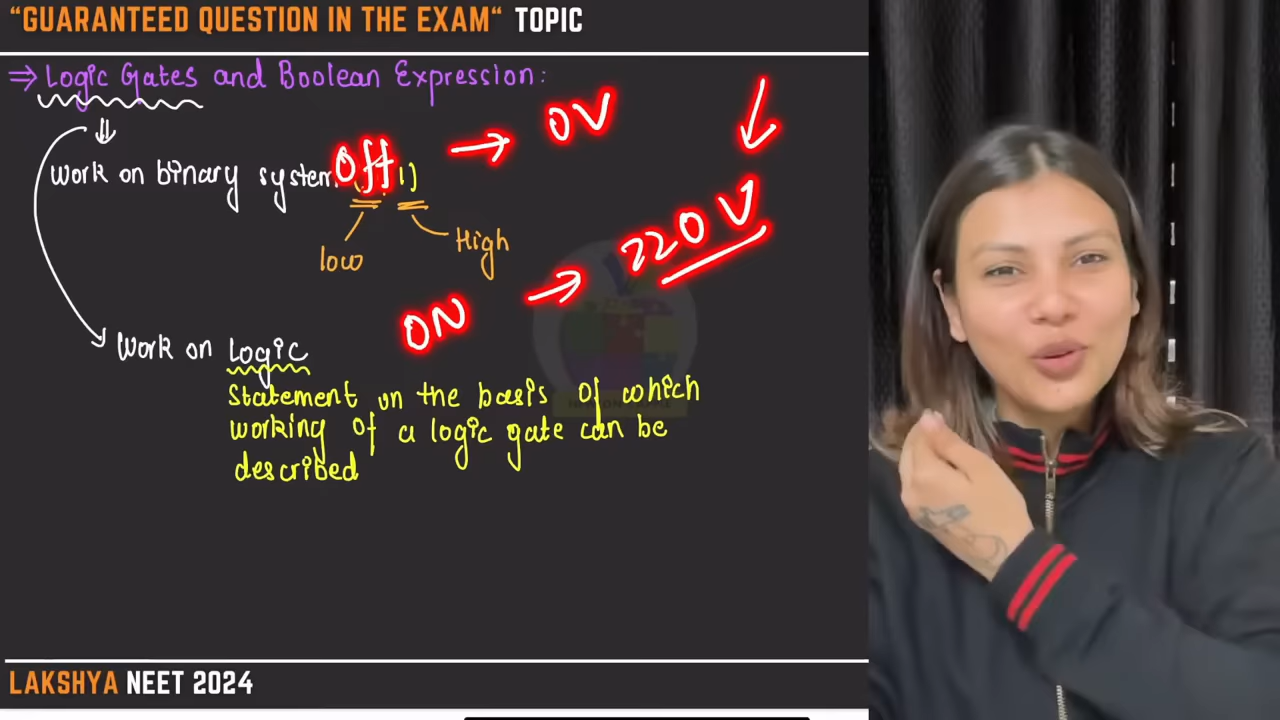 “GUARANTEED QUESTION IN THE EXAM“ TOPIC
⇒ Logic Gates and Boolean Expression:
Work on binary system
Off → 0V
1)
low
High
ON → 220 V
Work on Logic
Statement on the basis of which
working of a logic gate can be
described
LAKSHYA NEET 2024